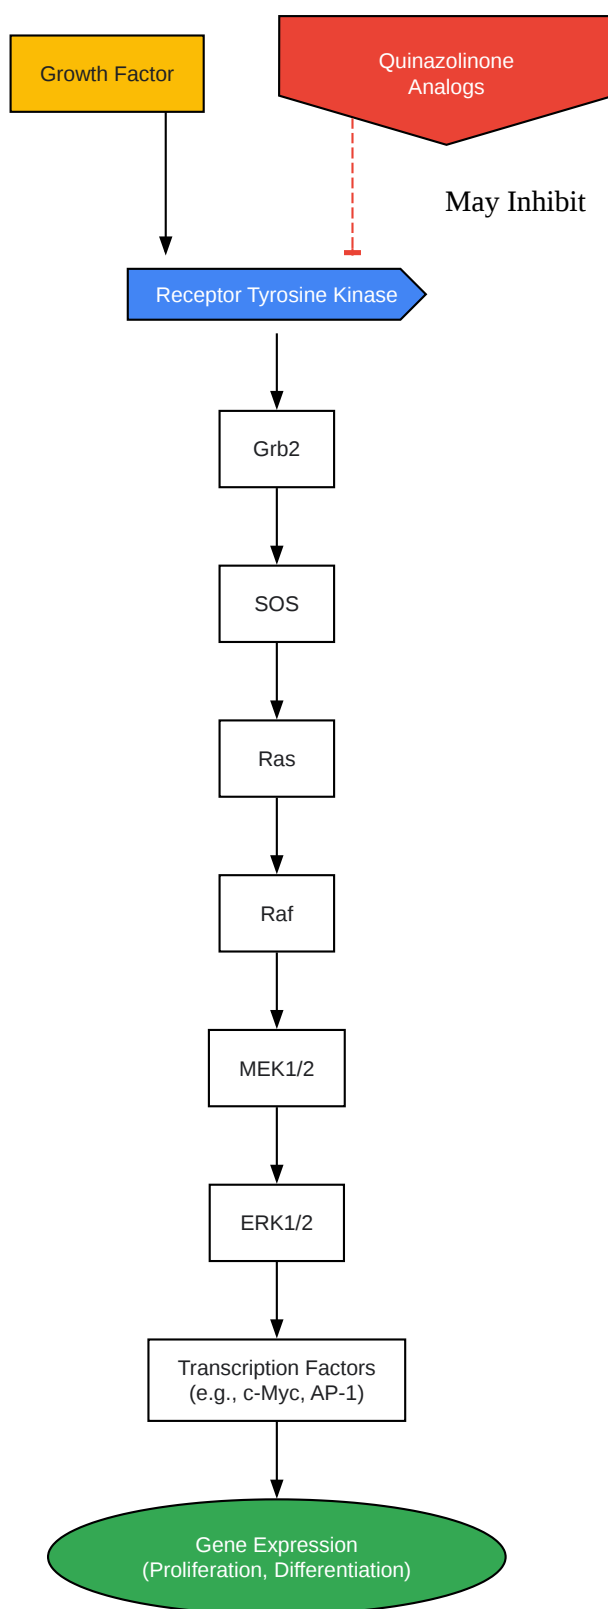 Growth Factor
Quinazolinone
Analogs
May Inhibit
Receptor Tyrosine Kinase
Grb2
SOS
Ras
Raf
MEK1/2
ERK1/2
Transcription Factors
(e.g., c-Myc, AP-1)
Gene Expression
(Proliferation, Differentiation)